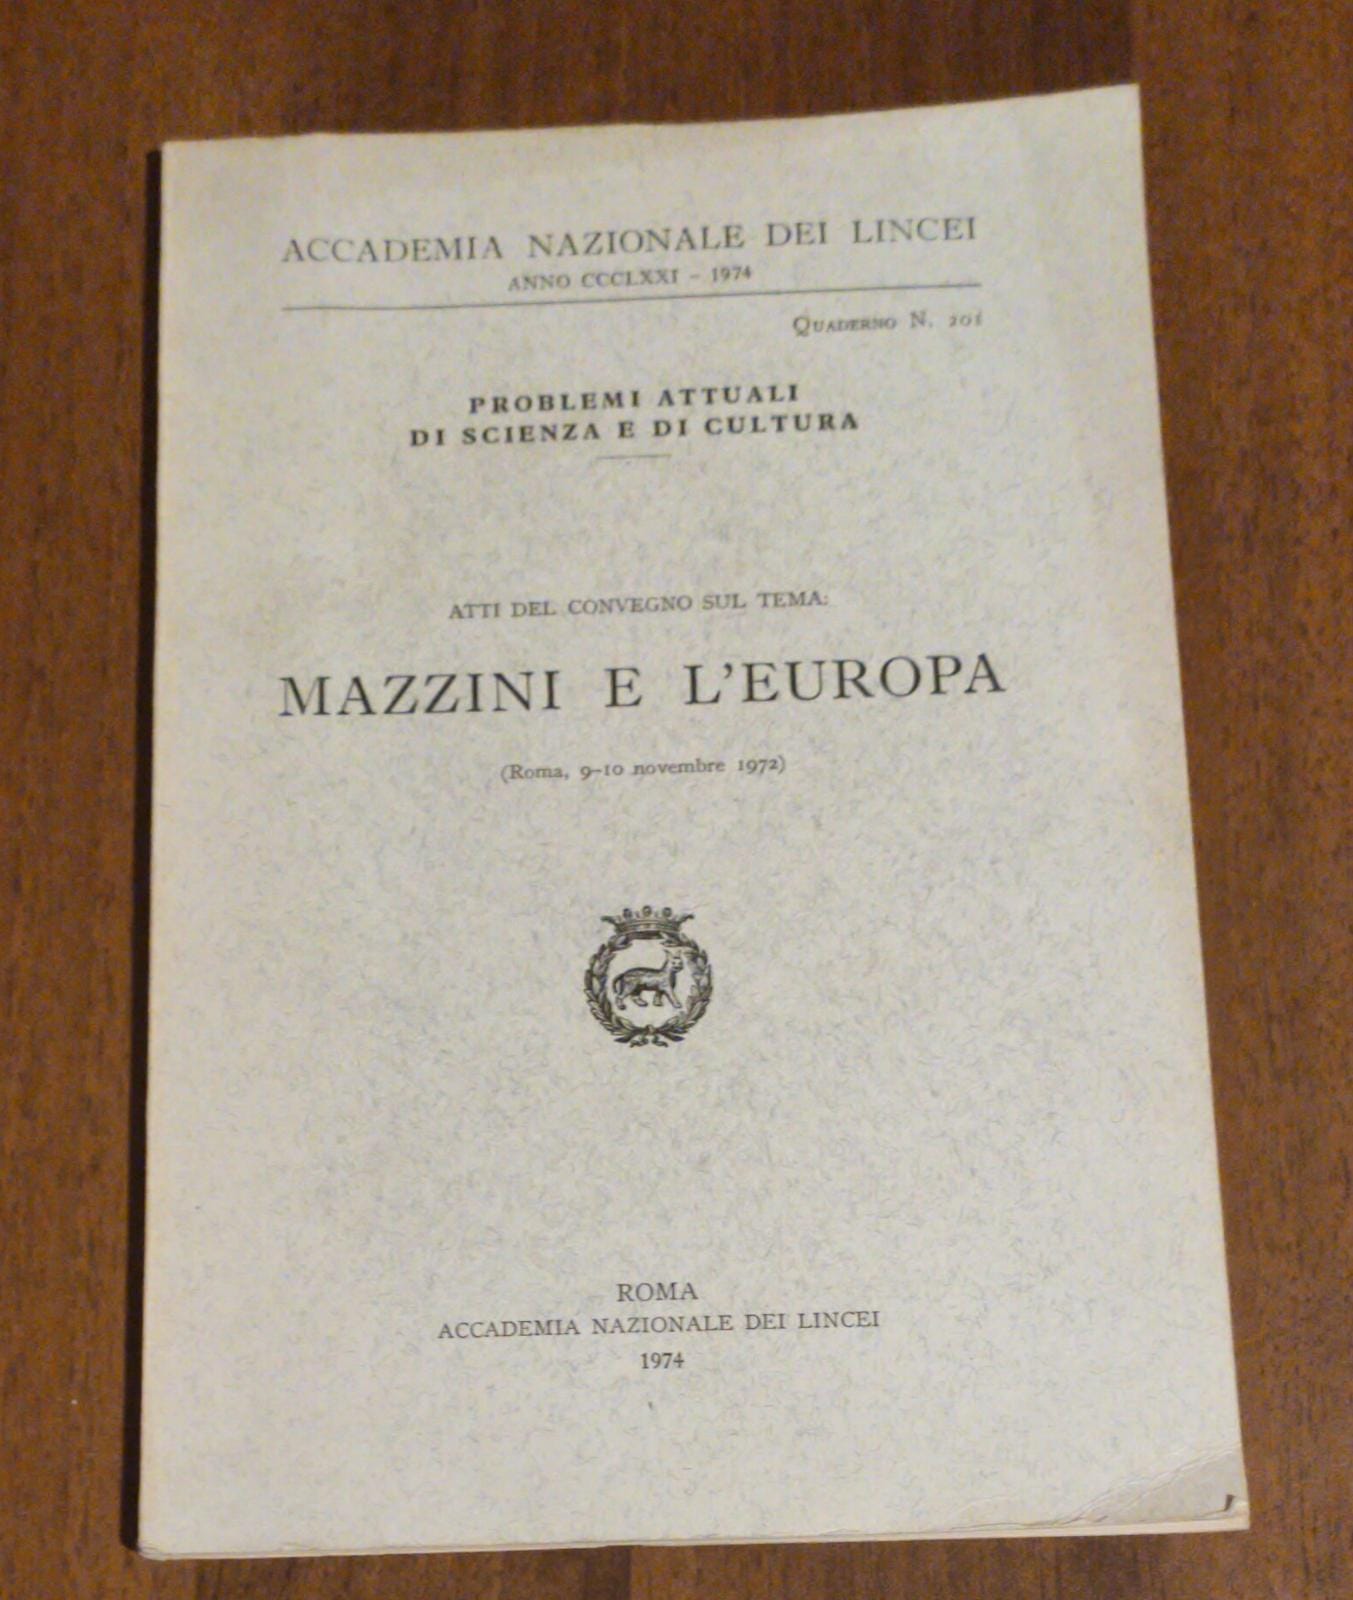 ACCADEMIA NAZIONALE DEI LINCEI
ANNO CCCLXXI – 1974
QUADERNO N.
PROBLEMI ATTUALI
DI SCIENZA E DI CULTURA
ATTI DEL CONVEGNO SUL TEMA:
MAZZINI E L'EUROPA
(Roma, 9–10 novembre 1972)
ROMA
ACCADEMIA NAZIONALE DEI LINCEI
1974